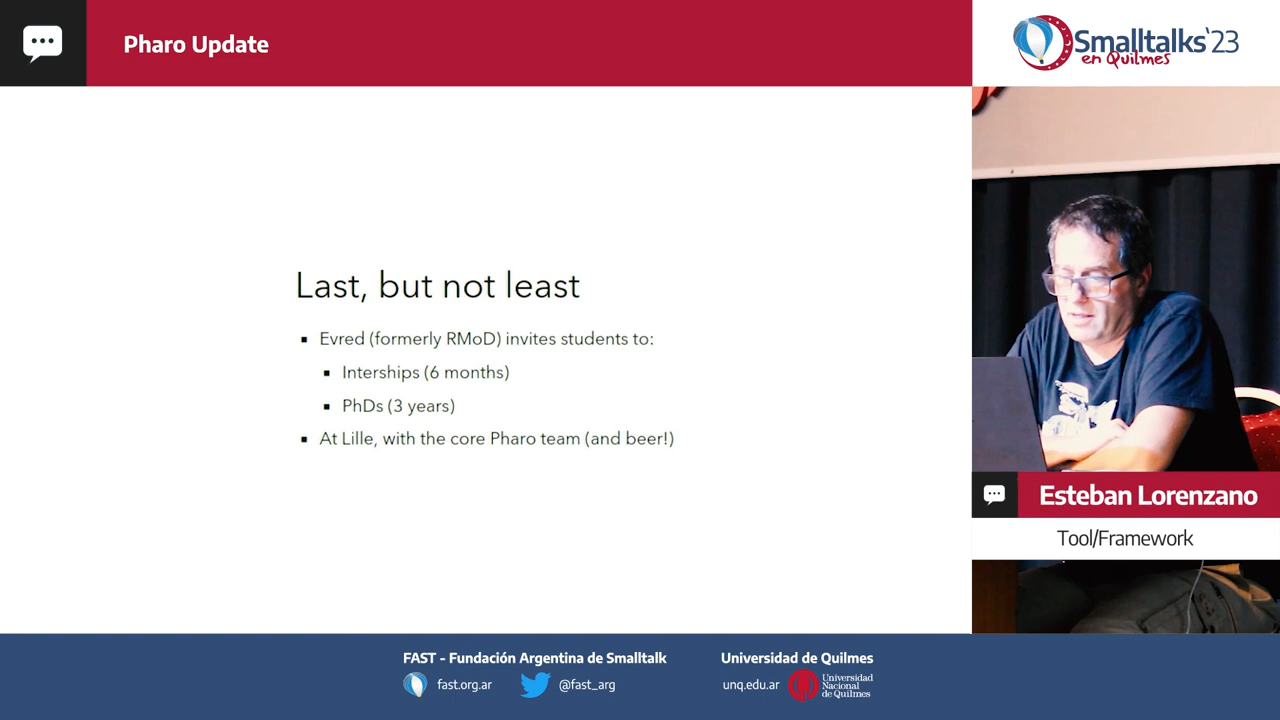 Pharo Update
Smalltalks'23
en Quilmes
Last, but not least
Evred (formerly RMoD) invites students to:
Interships (6 months)
PhDs (3 years)
At Lille, with the core Pharo team (and beer!)
Esteban Lorenzano
Tool/Framework
FAST - Fundación Argentina de Smalltalk
fast.org.ar
@fast_arg
Universidad de Quilmes
unq.edu.ar
Universidad
Nacional
de Quilmes